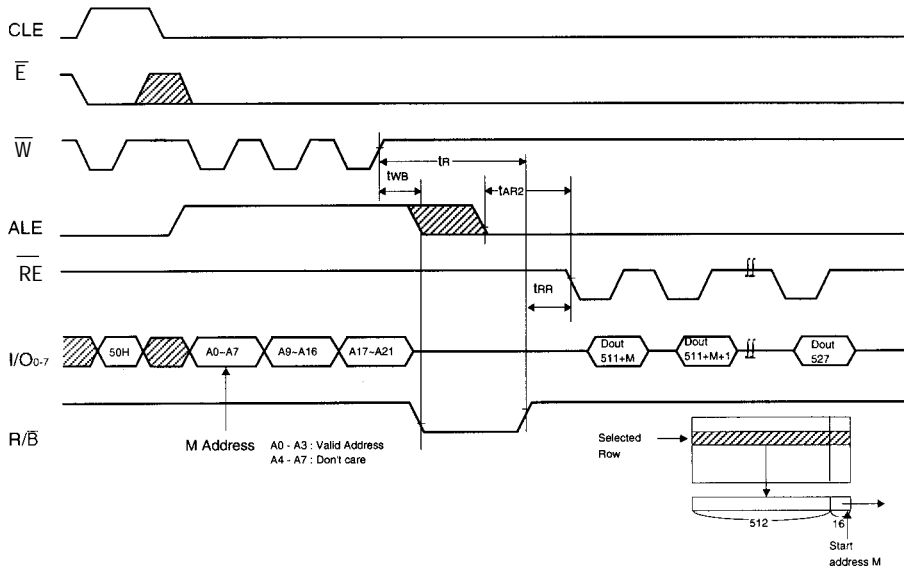 CLE
E
W
tR
tWB
tAR2
ALE
RE
tRR
I/O0-7
50H
A0~A7
A9~A16
A17~A21
Dout
511+M
Dout
511+M+1
Dout
527
R/B
M Address
A0 - A3 : Valid Address
A4 - A7 : Don't care
Selected
Row
512
16
Start
address M